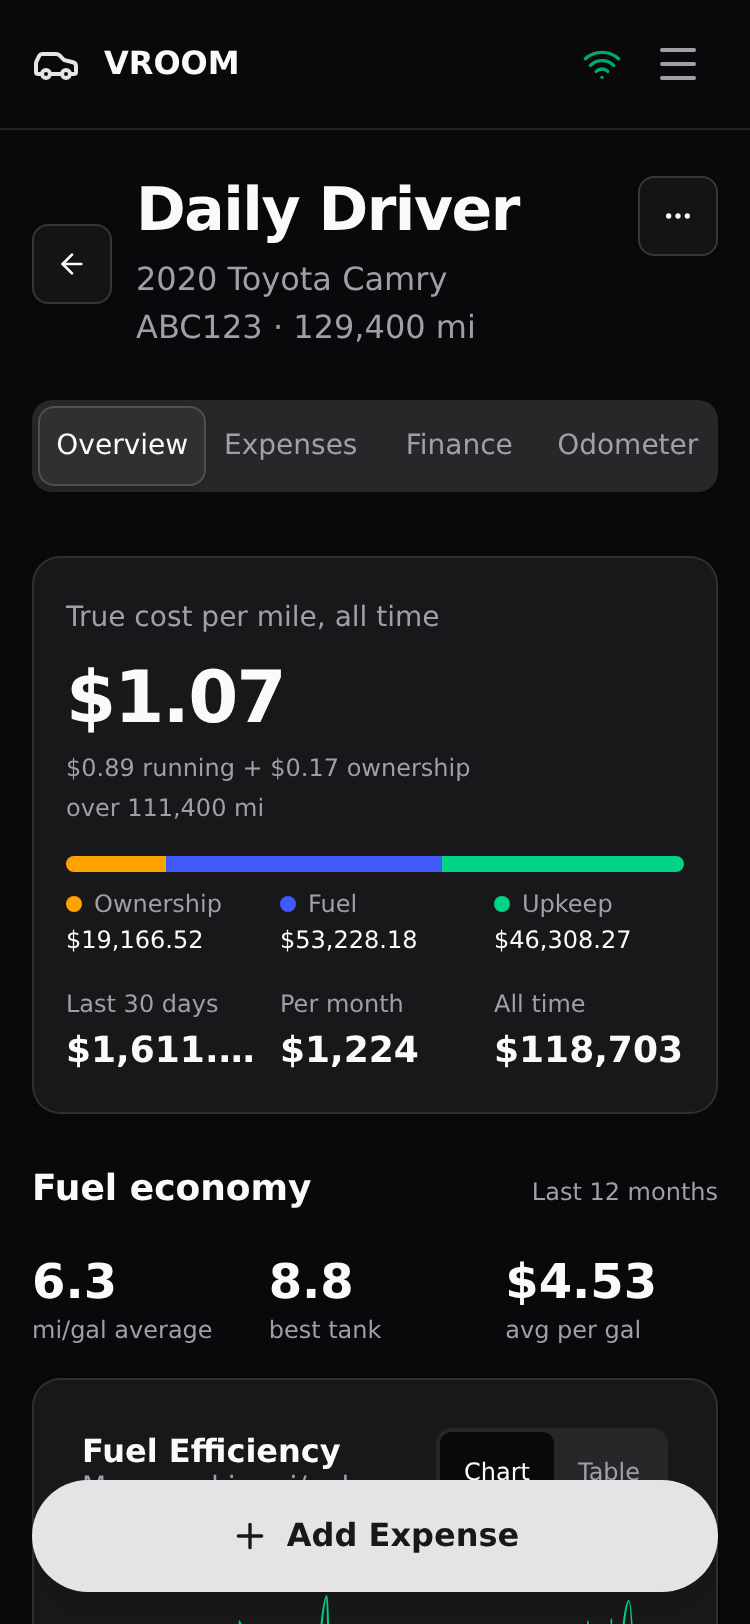 VROOM
Daily Driver
2020 Toyota Camry
ABC123 · 129,400 mi
Overview Expenses Finance Odometer
True cost per mile, all time
$1.07
$0.89 running + $0.17 ownership
over 111,400 mi
Ownership Fuel Upkeep
$19,166.52 $53,228.18 $46,308.27
Last 30 days Per month All time
$1,611.... $1,224 $118,703
Fuel economy Last 12 months
6.3 8.8 $4.53
mi/gal average best tank avg per gal
Fuel Efficiency Chart Table
+ Add Expense